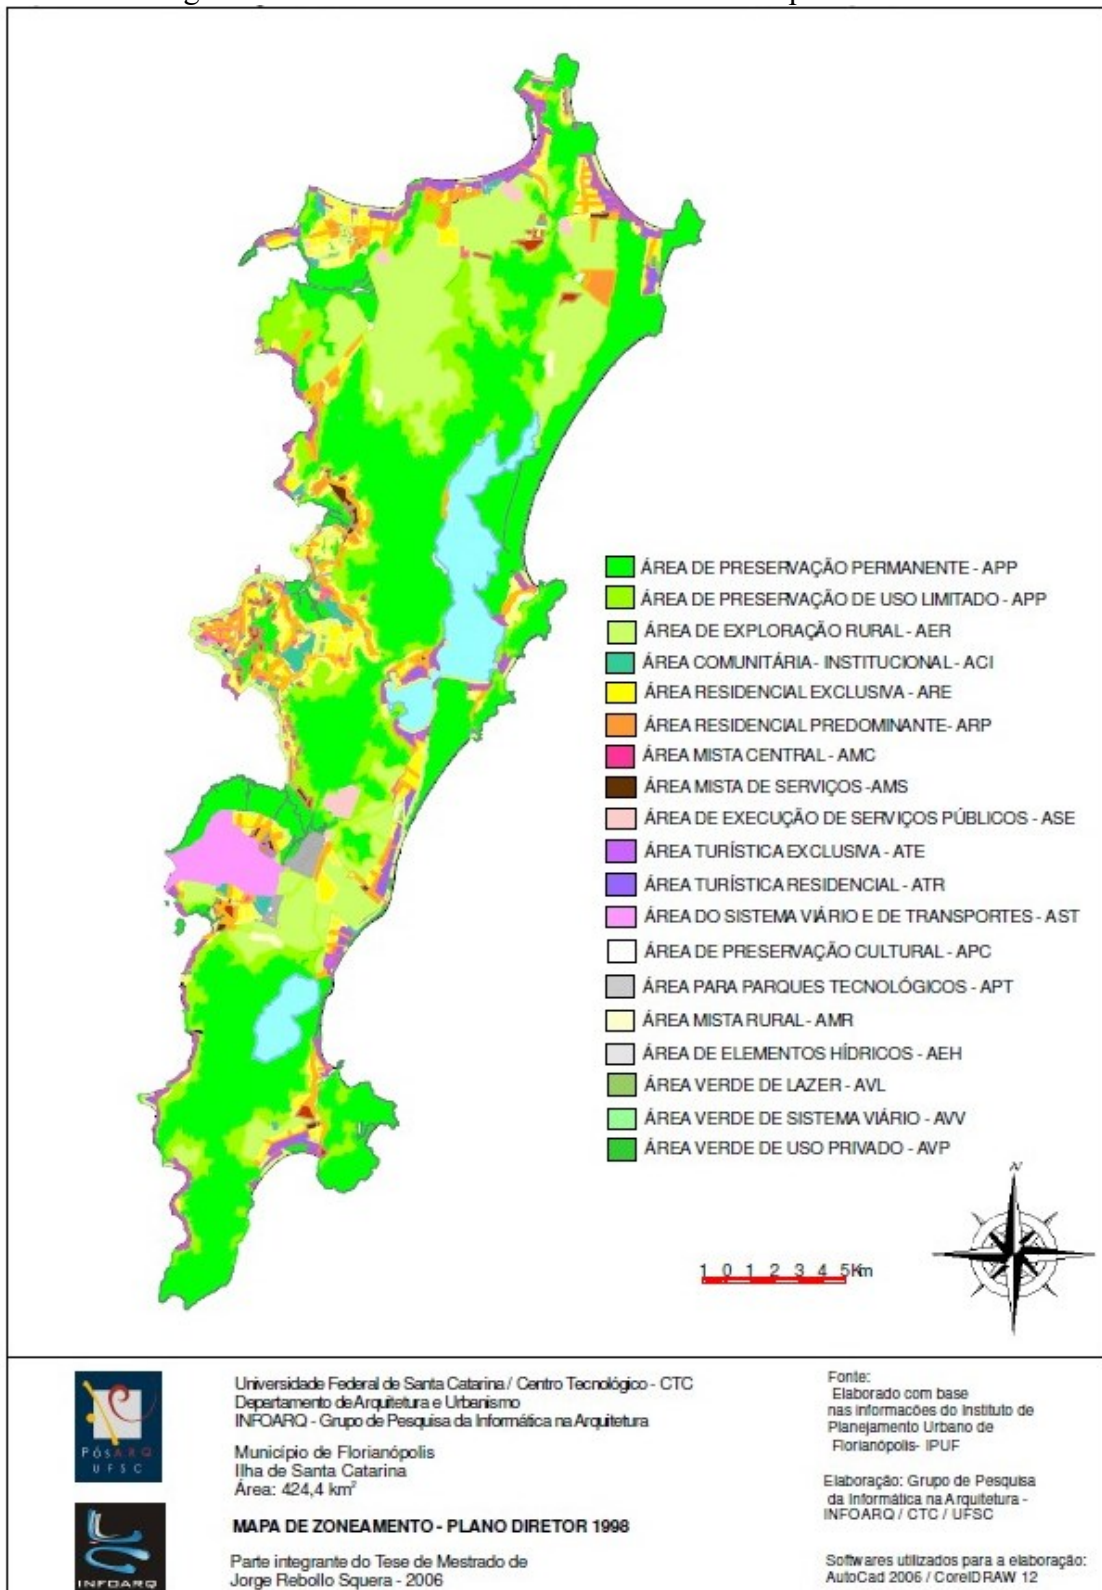 ÁREA DE PRESERVAÇÃO PERMANENTE - APP
ÁREA DE PRESERVAÇÃO DE USO LIMITADO - APP
ÁREA DE EXPLORAÇÃO RURAL - AER
ÁREA COMUNITÁRIA- INSTITUCIONAL - ACI
ÁREA RESIDENCIAL EXCLUSIVA - ARE
ÁREA RESIDENCIAL PREDOMINANTE- ARP
ÁREA MISTA CENTRAL - AMC
ÁREA MISTA DE SERVIÇOS -AMS
ÁREA DE EXECUÇÃO DE SERVIÇOS PÚBLICOS - ASE
ÁREA TURÍSTICA EXCLUSIVA - ATE
ÁREA TURÍSTICA RESIDENCIAL - ATR
ÁREA DO SISTEMA VIÁRIO E DE TRANSPORTES - AST
ÁREA DE PRESERVAÇÃO CULTURAL - APC
ÁREA PARA PARQUES TECNOLÓGICOS - APT
ÁREA MISTA RURAL - AMR
ÁREA DE ELEMENTOS HÍDRICOS - AEH
ÁREA VERDE DE LAZER - AVL
ÁREA VERDE DE SISTEMA VIÁRIO - AVV
ÁREA VERDE DE USO PRIVADO - AVP
N
1 0 1 2 3 4 5Km
PósARQ
UFSC
INFOARQ
Universidade Federal de Santa Catarina / Centro Tecnológico - CTC
Departamento de Arquitetura e Urbanismo
INFOARQ - Grupo de Pesquisa da Informática na Arquitetura
Município de Florianópolis
Ilha de Santa Catarina
Área: 424,4 km²
MAPA DE ZONEAMENTO - PLANO DIRETOR 1998
Parte integrante do Tese de Mestrado de
Jorge Rebollo Squera - 2006
Fonte:
Elaborado com base
nas informações do Instituto de
Planejamento Urbano de
Florianópolis- IPUF
Elaboração: Grupo de Pesquisa
da Informática na Arquitetura -
INFOARQ / CTC / UFSC
Softwares utilizados para a elaboração:
AutoCad 2006 / CorelDRAW 12